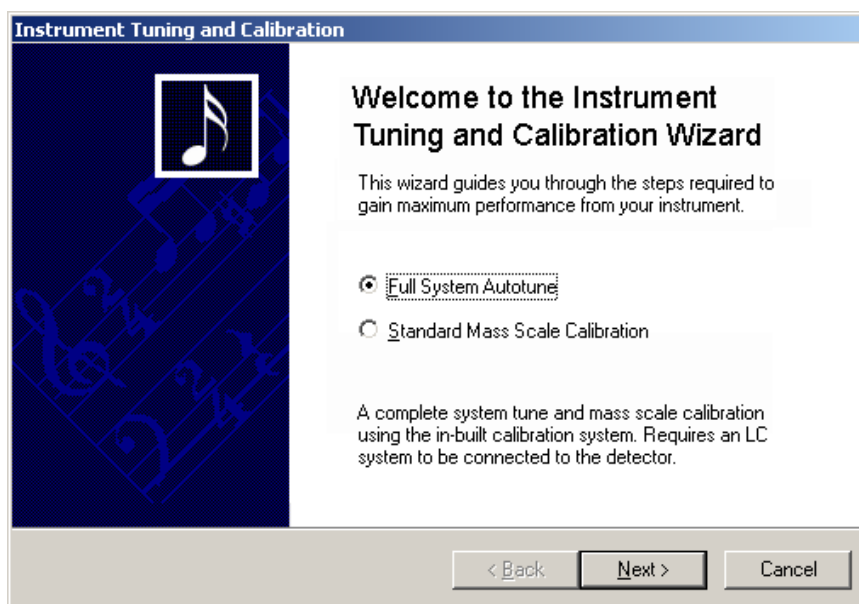 Instrument Tuning and Calibration
Welcome to the Instrument
Tuning and Calibration Wizard
This wizard guides you through the steps required to
gain maximum performance from your instrument.
Full System Autotune
Standard Mass Scale Calibration
A complete system tune and mass scale calibration
using the in-built calibration system. Requires an LC
system to be connected to the detector.
< Back
Next >
Cancel